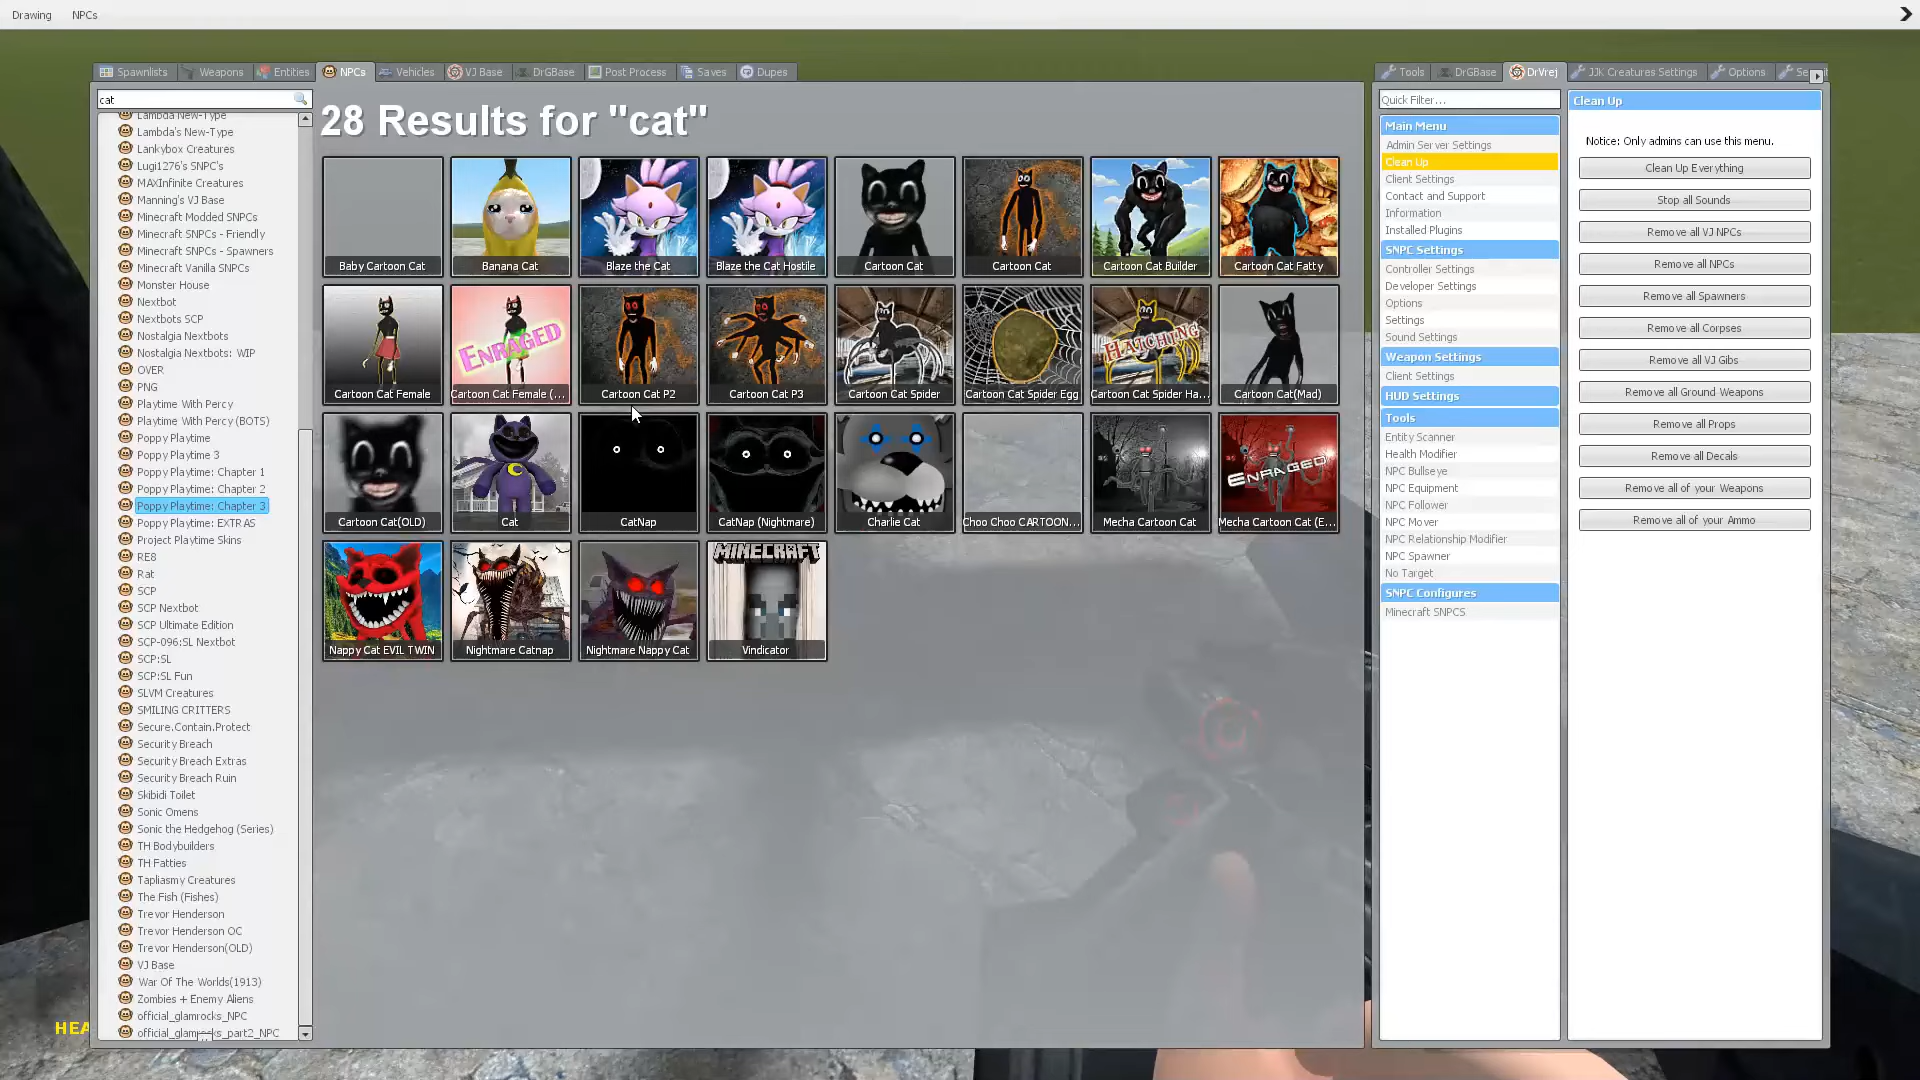 Drawing NPCs
Spawnlists Weapons Entities NPCs Vehicles VJ Base DrGBase Post Process Saves Dupes
Tools DrGBase DrVrej JJk Creatures Settings Options
cat
28 Results for "cat"
Lambda New-Type
Lambda's New-Type
Lankybox Creatures
Lugi1276's SNPC's
MAXInfinite Creatures
Manning's VJ Base
Minecraft Modded SNPCs
Minecraft SNPCs - Friendly
Minecraft SNPCs - Spawners
Minecraft Vanilla SNPCs
Monster House
Nextbot
Nextbots SCP
Nostalgia Nextbots
Nostalgia Nextbots: WIP
OVER
PNG
Playtime With Percy
Playtime With Percy (BOTS)
Poppy Playtime
Poppy Playtime 3
Poppy Playtime: Chapter 1
Poppy Playtime: Chapter 2
Poppy Playtime: Chapter 3
Poppy Playtime: EXTRAS
Project Playtime Skins
RE8
Rat
SCP
SCP Nextbot
SCP Ultimate Edition
SCP-096:SL Nextbot
SCP:SL
SCP:SL Fun
SLVM Creatures
SMILING CRITTERS
Secure.Contain.Protect
Security Breach
Security Breach Extras
Security Breach Ruin
Skibidi Toilet
Sonic Omens
Sonic the Hedgehog (Series)
TH Bodybuilders
TH Fatties
Tapliasmy Creatures
The Fish (Fishes)
Trevor Henderson
Trevor Henderson OC
Trevor Henderson(OLD)
VJ Base
War Of The Worlds(1913)
Zombies + Enemy Aliens
official_glamrocks_NPC
official_glamrocks_part2_NPC
HEA
Baby Cartoon Cat
Banana Cat
Blaze the Cat
Blaze the Cat Hostile
Cartoon Cat
Cartoon Cat
Cartoon Cat Builder
Cartoon Cat Fatty
Cartoon Cat Female
ENRAGED
Cartoon Cat Female (...
Cartoon Cat P2
Cartoon Cat P3
Cartoon Cat Spider
Cartoon Cat Spider Egg
HATCHING
Cartoon Cat Spider Ha...
Cartoon Cat(Mad)
Cartoon Cat(OLD)
Cat
CatNap
CatNap (Nightmare)
Charlie Cat
Choo Choo CARTOON...
Mecha Cartoon Cat
ENRAGED
Mecha Cartoon Cat (E...
Nappy Cat EVIL TWIN
Nightmare Catnap
Nightmare Nappy Cat
MINECRAFT
Vindicator
Quick Filter...
Main Menu
Admin Server Settings
Clean Up
Client Settings
Contact and Support
Information
Installed Plugins
SNPC Settings
Controller Settings
Developer Settings
Options
Settings
Sound Settings
Weapon Settings
Client Settings
HUD Settings
Tools
Entity Scanner
Health Modifier
NPC Bullseye
NPC Equipment
NPC Follower
NPC Mover
NPC Relationship Modifier
NPC Spawner
No Target
SNPC Configures
Minecraft SNPCS
Clean Up
Notice: Only admins can use this menu.
Clean Up Everything
Stop all Sounds
Remove all VJ NPCs
Remove all NPCs
Remove all Spawners
Remove all Corpses
Remove all VJ Gibs
Remove all Ground Weapons
Remove all Props
Remove all Decals
Remove all of your Weapons
Remove all of your Ammo